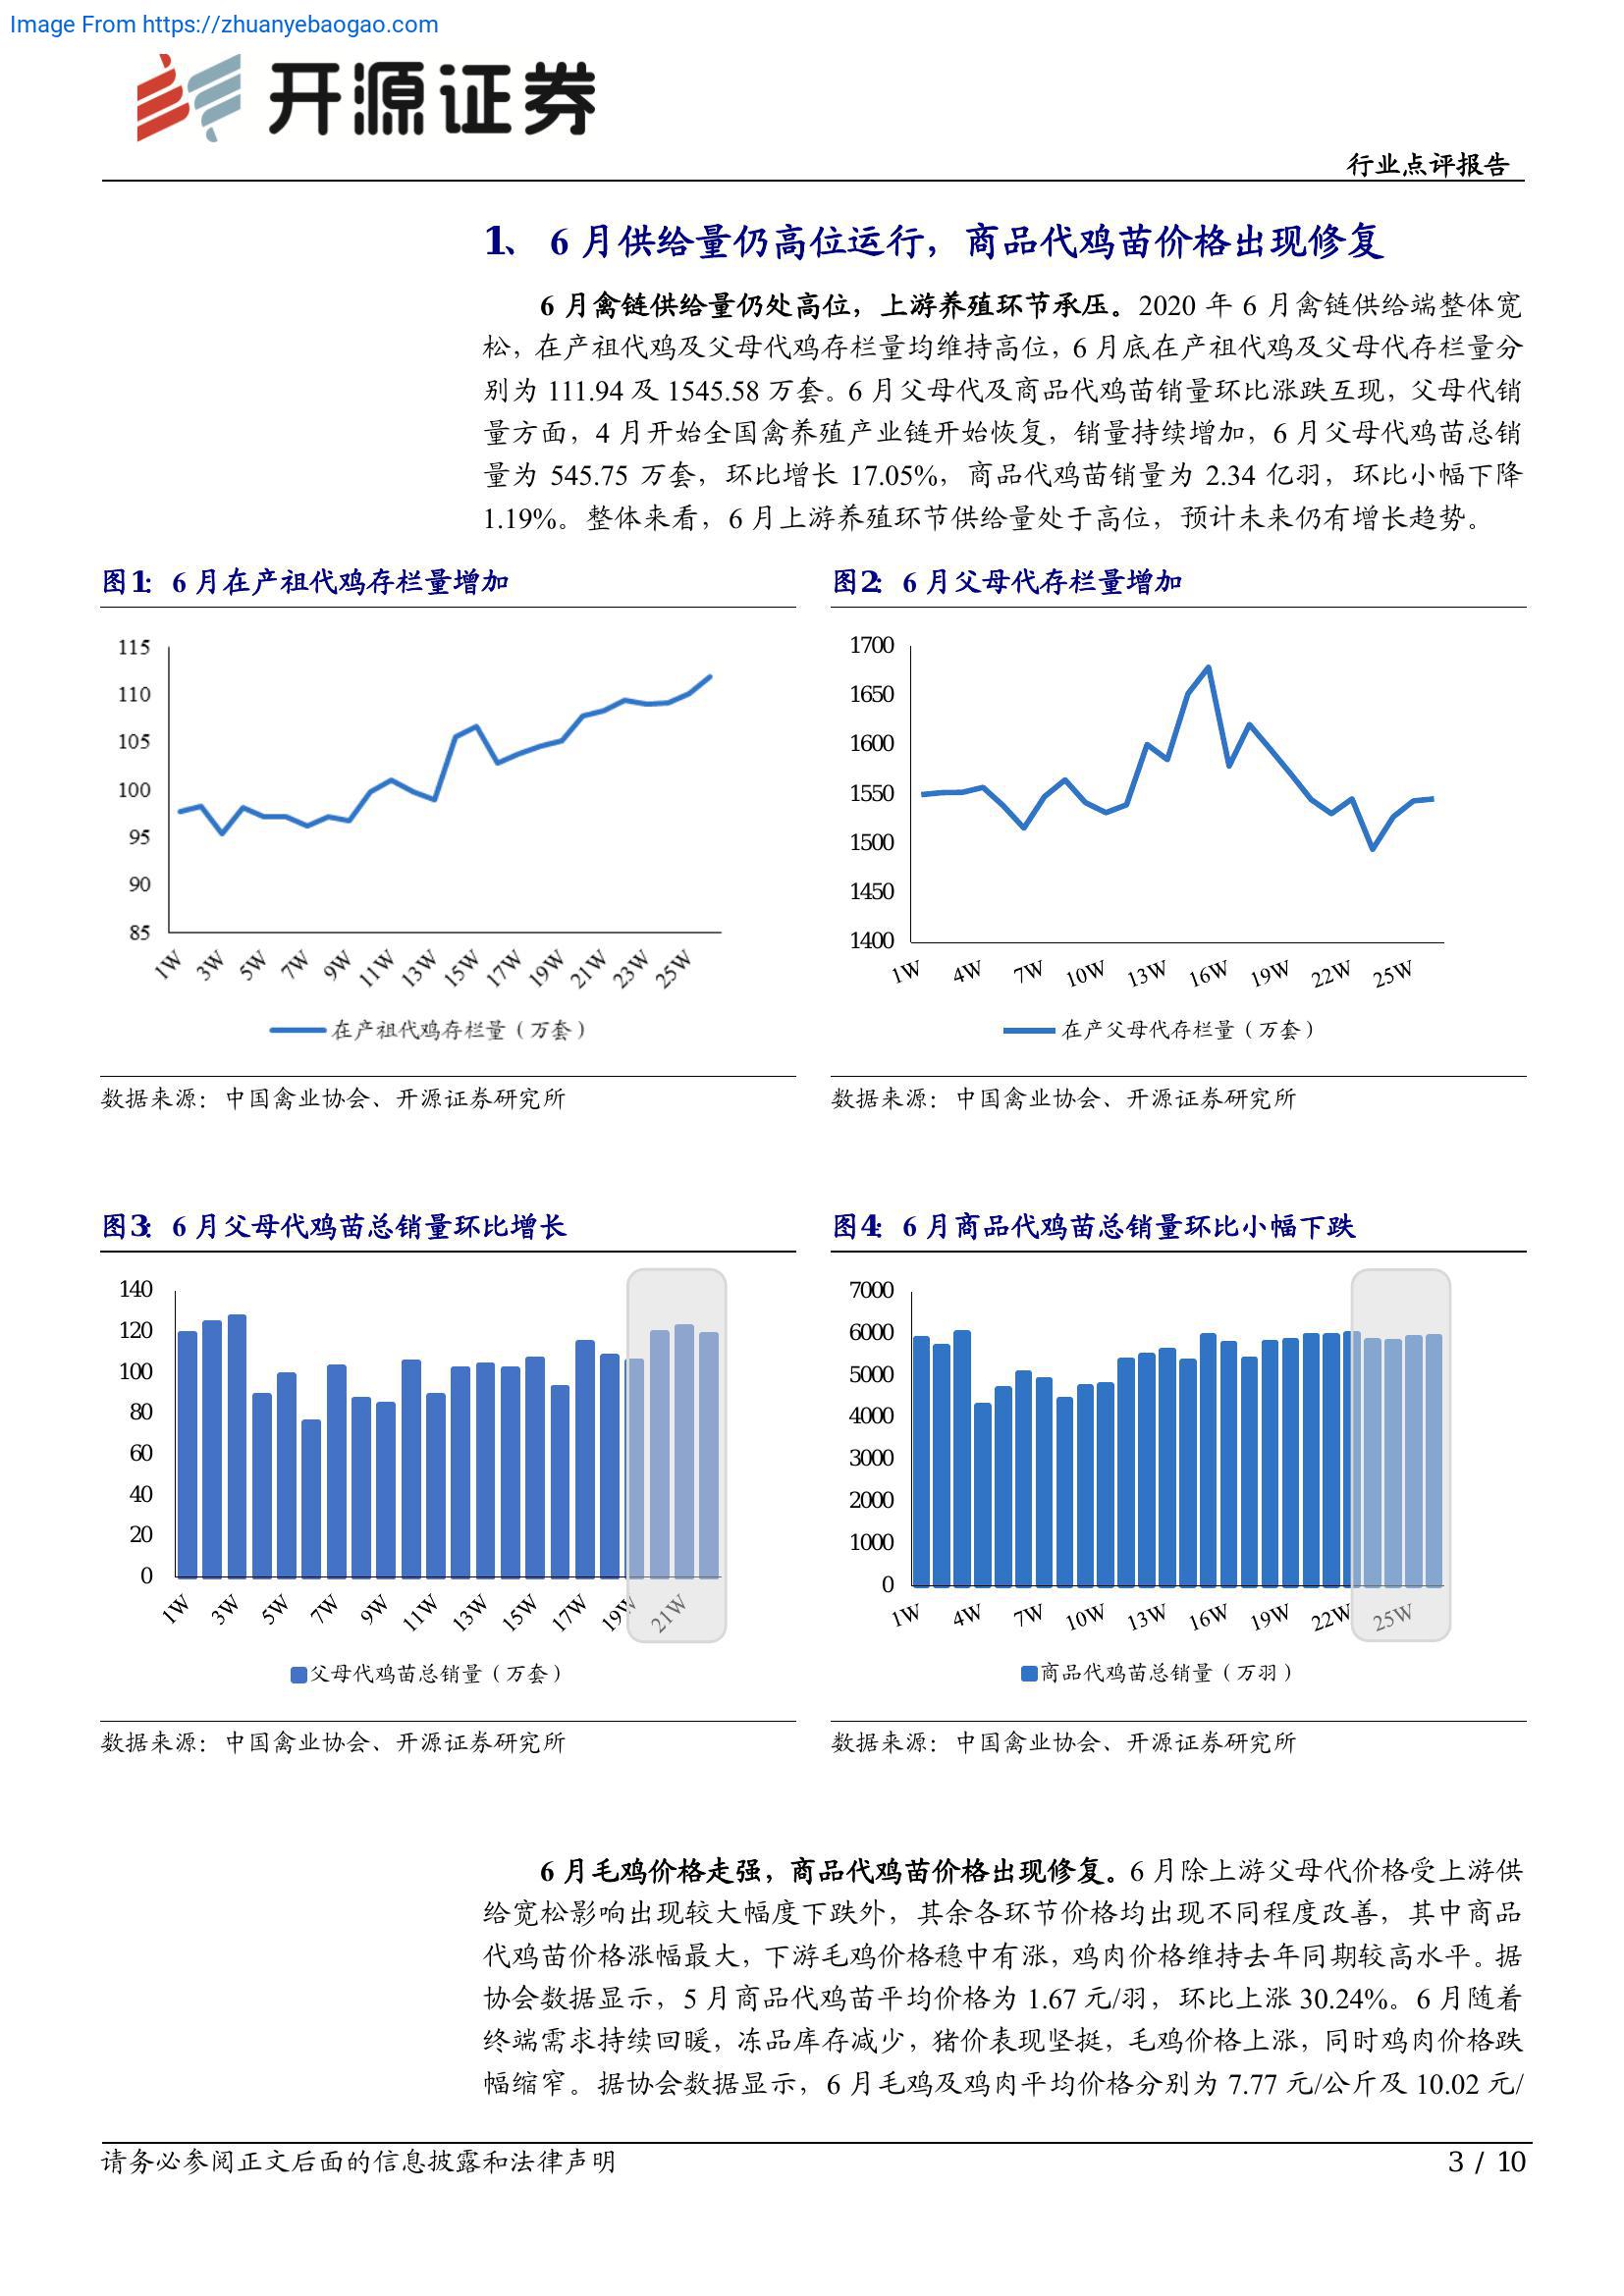 Image From https://zhuanyebaogao.com
开源证券
行业点评报告
1、 6 月供给量仍高位运行，商品代鸡苗价格出现修复
6 月禽链供给量仍处高位，上游养殖环节承压。2020 年 6 月禽链供给端整体宽
松，在产祖代鸡及父母代鸡存栏量均维持高位，6 月底在产祖代鸡及父母代存栏量分
别为 111.94 及 1545.58 万套。6 月父母代及商品代鸡苗销量环比涨跌互现，父母代销
量方面，4 月开始全国禽养殖产业链开始恢复，销量持续增加，6 月父母代鸡苗总销
量为 545.75 万套，环比增长 17.05%，商品代鸡苗销量为 2.34 亿羽，环比小幅下降
1.19%。整体来看，6 月上游养殖环节供给量处于高位，预计未来仍有增长趋势。
图1： 6 月在产祖代鸡存栏量增加
115
110
105
100
95
90
85
1W 3W 5W 7W 9W 11W 13W 15W 17W 19W 21W 23W 25W
在产祖代鸡存栏量（万套）
数据来源：中国禽业协会、开源证券研究所
图2： 6 月父母代存栏量增加
1700
1650
1600
1550
1500
1450
1400
1W 4W 7W 10W 13W 16W 19W 22W 25W
在产父母代存栏量（万套）
数据来源：中国禽业协会、开源证券研究所
图3： 6 月父母代鸡苗总销量环比增长
140
120
100
80
60
40
20
0
1W 3W 5W 7W 9W 11W 13W 15W 17W 19W 21W
父母代鸡苗总销量（万套）
数据来源：中国禽业协会、开源证券研究所
图4： 6 月商品代鸡苗总销量环比小幅下跌
7000
6000
5000
4000
3000
2000
1000
0
1W 4W 7W 10W 13W 16W 19W 22W 25W
商品代鸡苗总销量（万羽）
数据来源：中国禽业协会、开源证券研究所
6 月毛鸡价格走强，商品代鸡苗价格出现修复。6 月除上游父母代价格受上游供
给宽松影响出现较大幅度下跌外，其余各环节价格均出现不同程度改善，其中商品
代鸡苗价格涨幅最大，下游毛鸡价格稳中有涨，鸡肉价格维持去年同期较高水平。据
协会数据显示，5 月商品代鸡苗平均价格为 1.67 元/羽，环比上涨 30.24%。6 月随着
终端需求持续回暖，冻品库存减少，猪价表现坚挺，毛鸡价格上涨，同时鸡肉价格跌
幅缩窄。据协会数据显示，6 月毛鸡及鸡肉平均价格分别为 7.77 元/公斤及 10.02 元/
请务必参阅正文后面的信息披露和法律声明
3 / 10